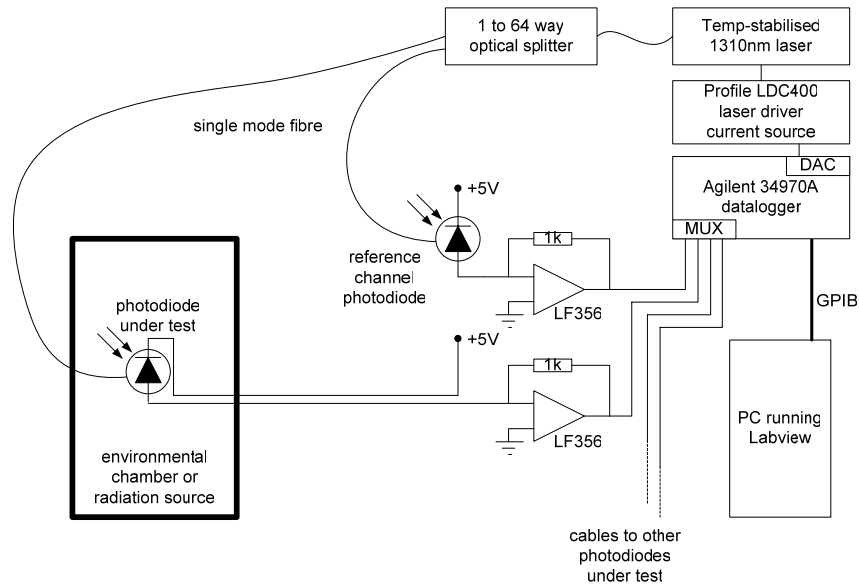 1 to 64 way
optical splitter
Temp-stabilised
1310nm laser
Profile LDC400
laser driver
current source
DAC
Agilent 34970A
datalogger
MUX
single mode fibre
+5V
reference
channel
photodiode
1k
LF356
GPIB
photodiode
under test
+5V
1k
LF356
PC running
Labview
environmental
chamber or
radiation source
cables to other
photodiodes
under test